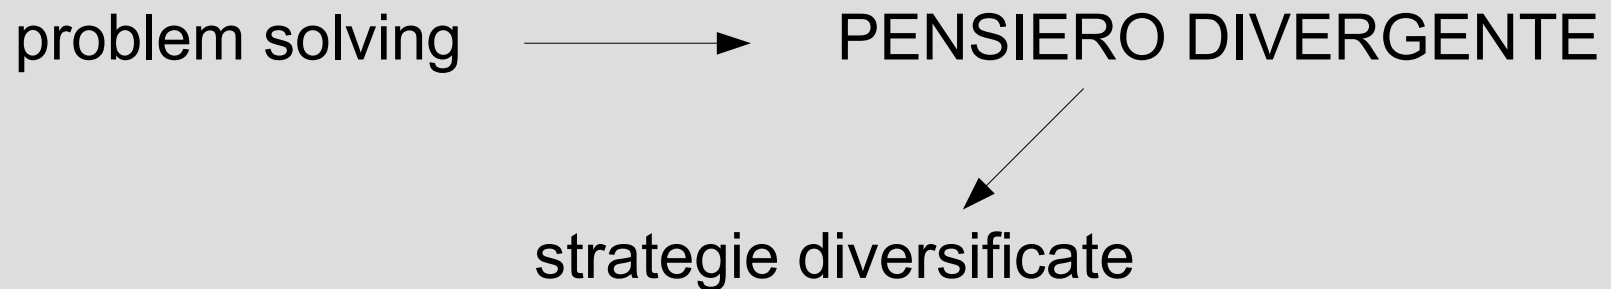 problem solving PENSIERO DIVERGENTE
strategie diversificate